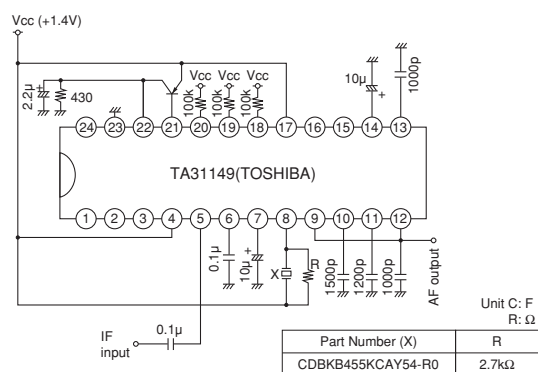 Vcc (+1.4V)
Vcc Vcc Vcc
2.2μ + 430
100k 100k 100k
10μ +
1000p
24 23 22 21 20 19 18 17 16 15 14 13
TA31149(TOSHIBA)
1 2 3 4 5 6 7 8 9 10 11 12
0.1μ
10μ +
X
R
1500p
1200p
1000p
AF output
IF
input
0.1μ
Unit C: F
R: Ω
Part Number (X) R
CDBKB455KCAY54-R0 2.7kΩ